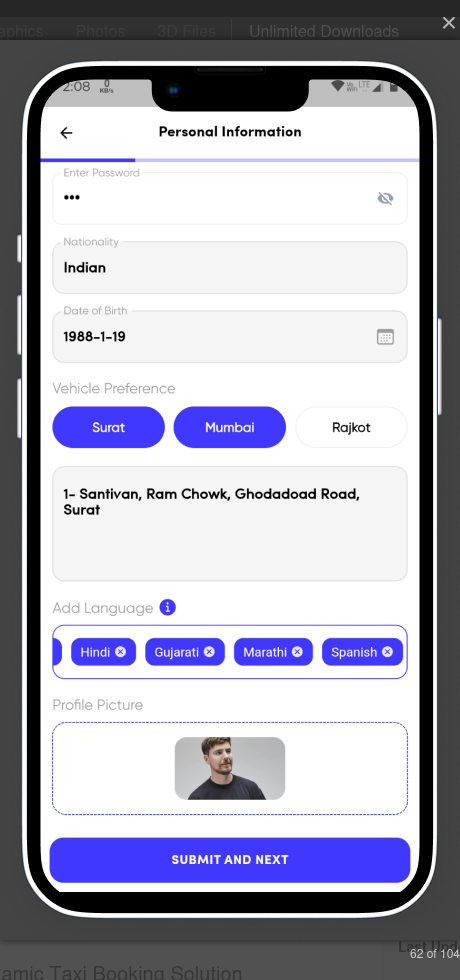 aphics Photos 3D Files Unlimited Downloads
2:08 0 KB/s LTE
Personal Information
Enter Password
•••
Nationality
Indian
Date of Birth
1988-1-19
Vehicle Preference
Surat Mumbai Rajkot
1- Santivan, Ram Chowk, Ghodadoad Road,
Surat
Add Language
Hindi Gujarati Marathi Spanish
Profile Picture
SUBMIT AND NEXT
Last Upd
62 of 104
amic Taxi Booking Solution